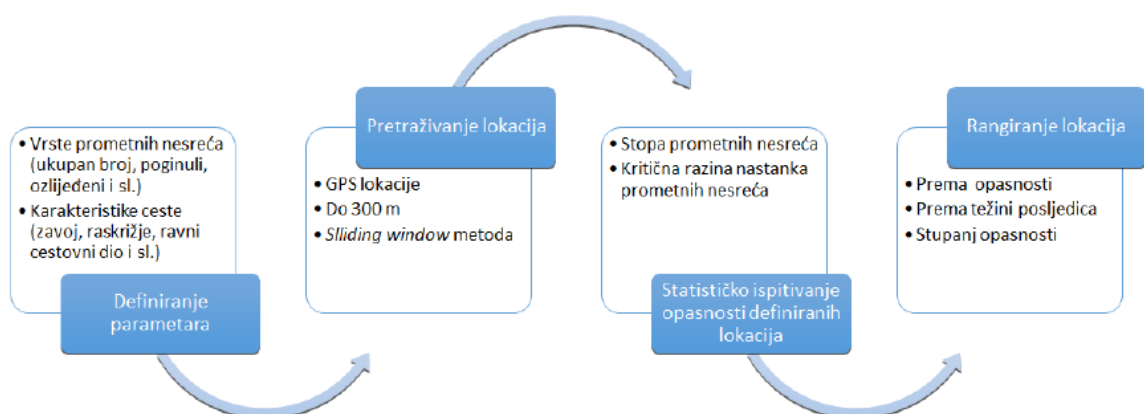 • Vrste prometnih nesreća
(ukupan broj, poginuli,
ozlijeđeni i sl.)
• Karakteristike ceste
(zavoj, raskrižje, ravni
cestovni dio i sl.)
Definiranje
parametara
Pretraživanje lokacija
• GPS lokacije
• Do 300 m
• Slliding window metoda
• Stopa prometnih nesreća
• Kritična razina nastanka
prometnih nesreća
Statističko ispitivanje
opasnosti definiranih
lokacija
Rangiranje lokacija
• Prema opasnosti
• Prema težini posljedica
• Stupanj opasnosti